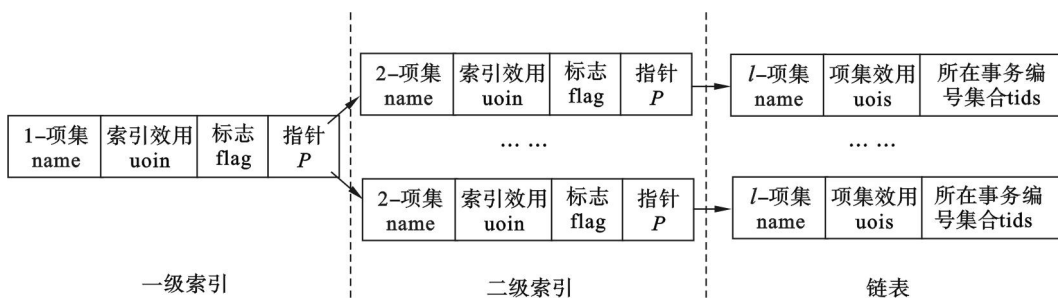 2-项集 索引效用 标志 指针
name uoin flag P
l-项集 项集效用 所在事务编
name uois 号集合tids
1-项集 索引效用 标志 指针
name uoin flag P
… …
… …
2-项集 索引效用 标志 指针
name uoin flag P
l-项集 项集效用 所在事务编
name uois 号集合tids
一级索引
二级索引
链表